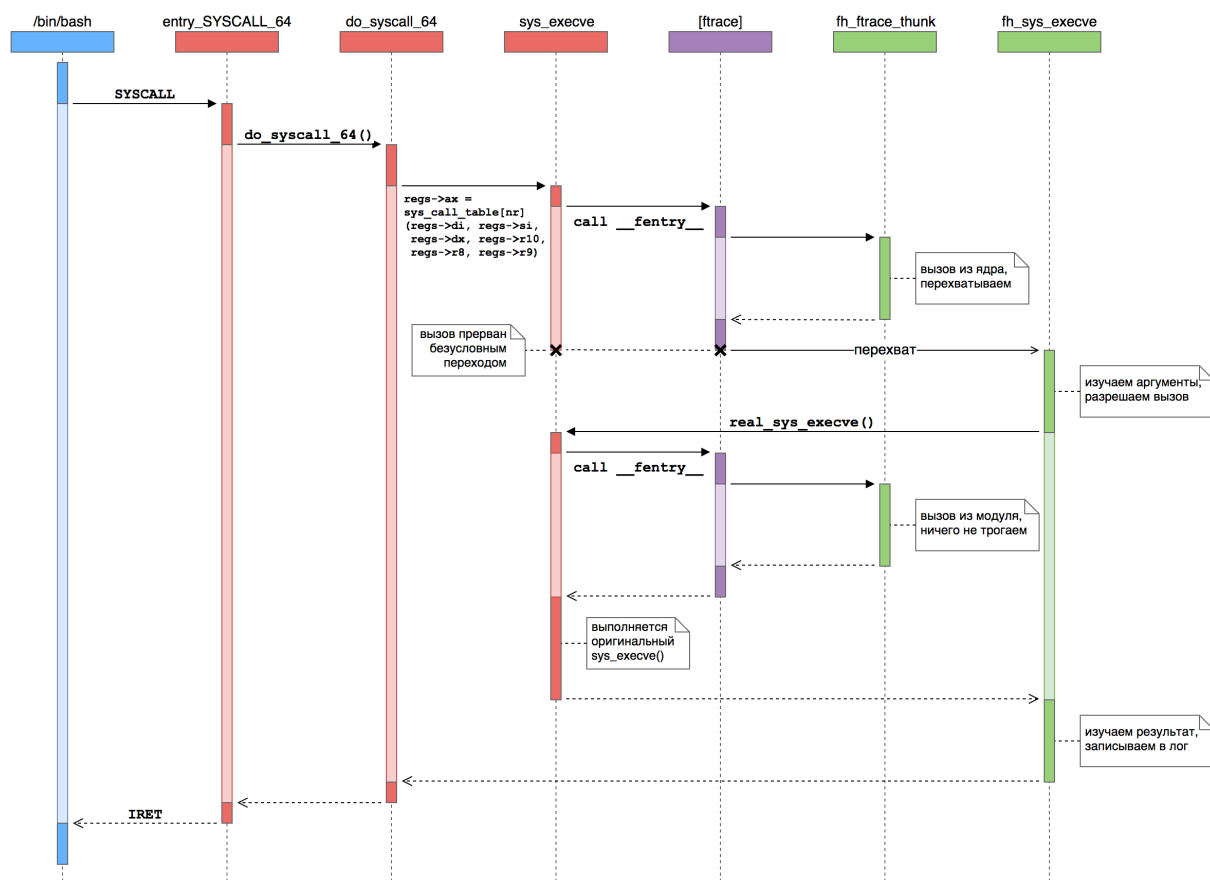 /bin/bash
entry_SYSCALL_64
do_syscall_64
sys_execve
[ftrace]
fh_ftrace_thunk
fh_sys_execve
SYSCALL
do_syscall_64()
regs->ax =
sys_call_table[nr]
(regs->di, regs->si,
regs->dx, regs->r10,
regs->r8, regs->r9)
call __fentry__
вызов из ядра,
перехватываем
вызов прерван
безусловным
переходом
перехват
изучаем аргументы,
разрешаем вызов
real_sys_execve()
call __fentry__
вызов из модуля,
ничего не трогаем
выполняется
оригинальный
sys_execve()
изучаем результат,
записываем в лог
IRET